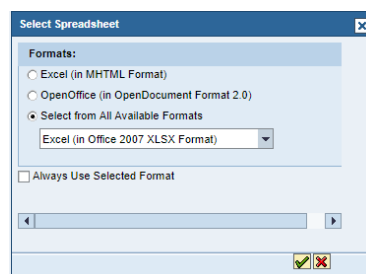 Select Spreadsheet
Formats:
Excel (in MHTML Format)
OpenOffice (in OpenDocument Format 2.0)
Select from All Available Formats
Excel (in Office 2007 XLSX Format)
Always Use Selected Format